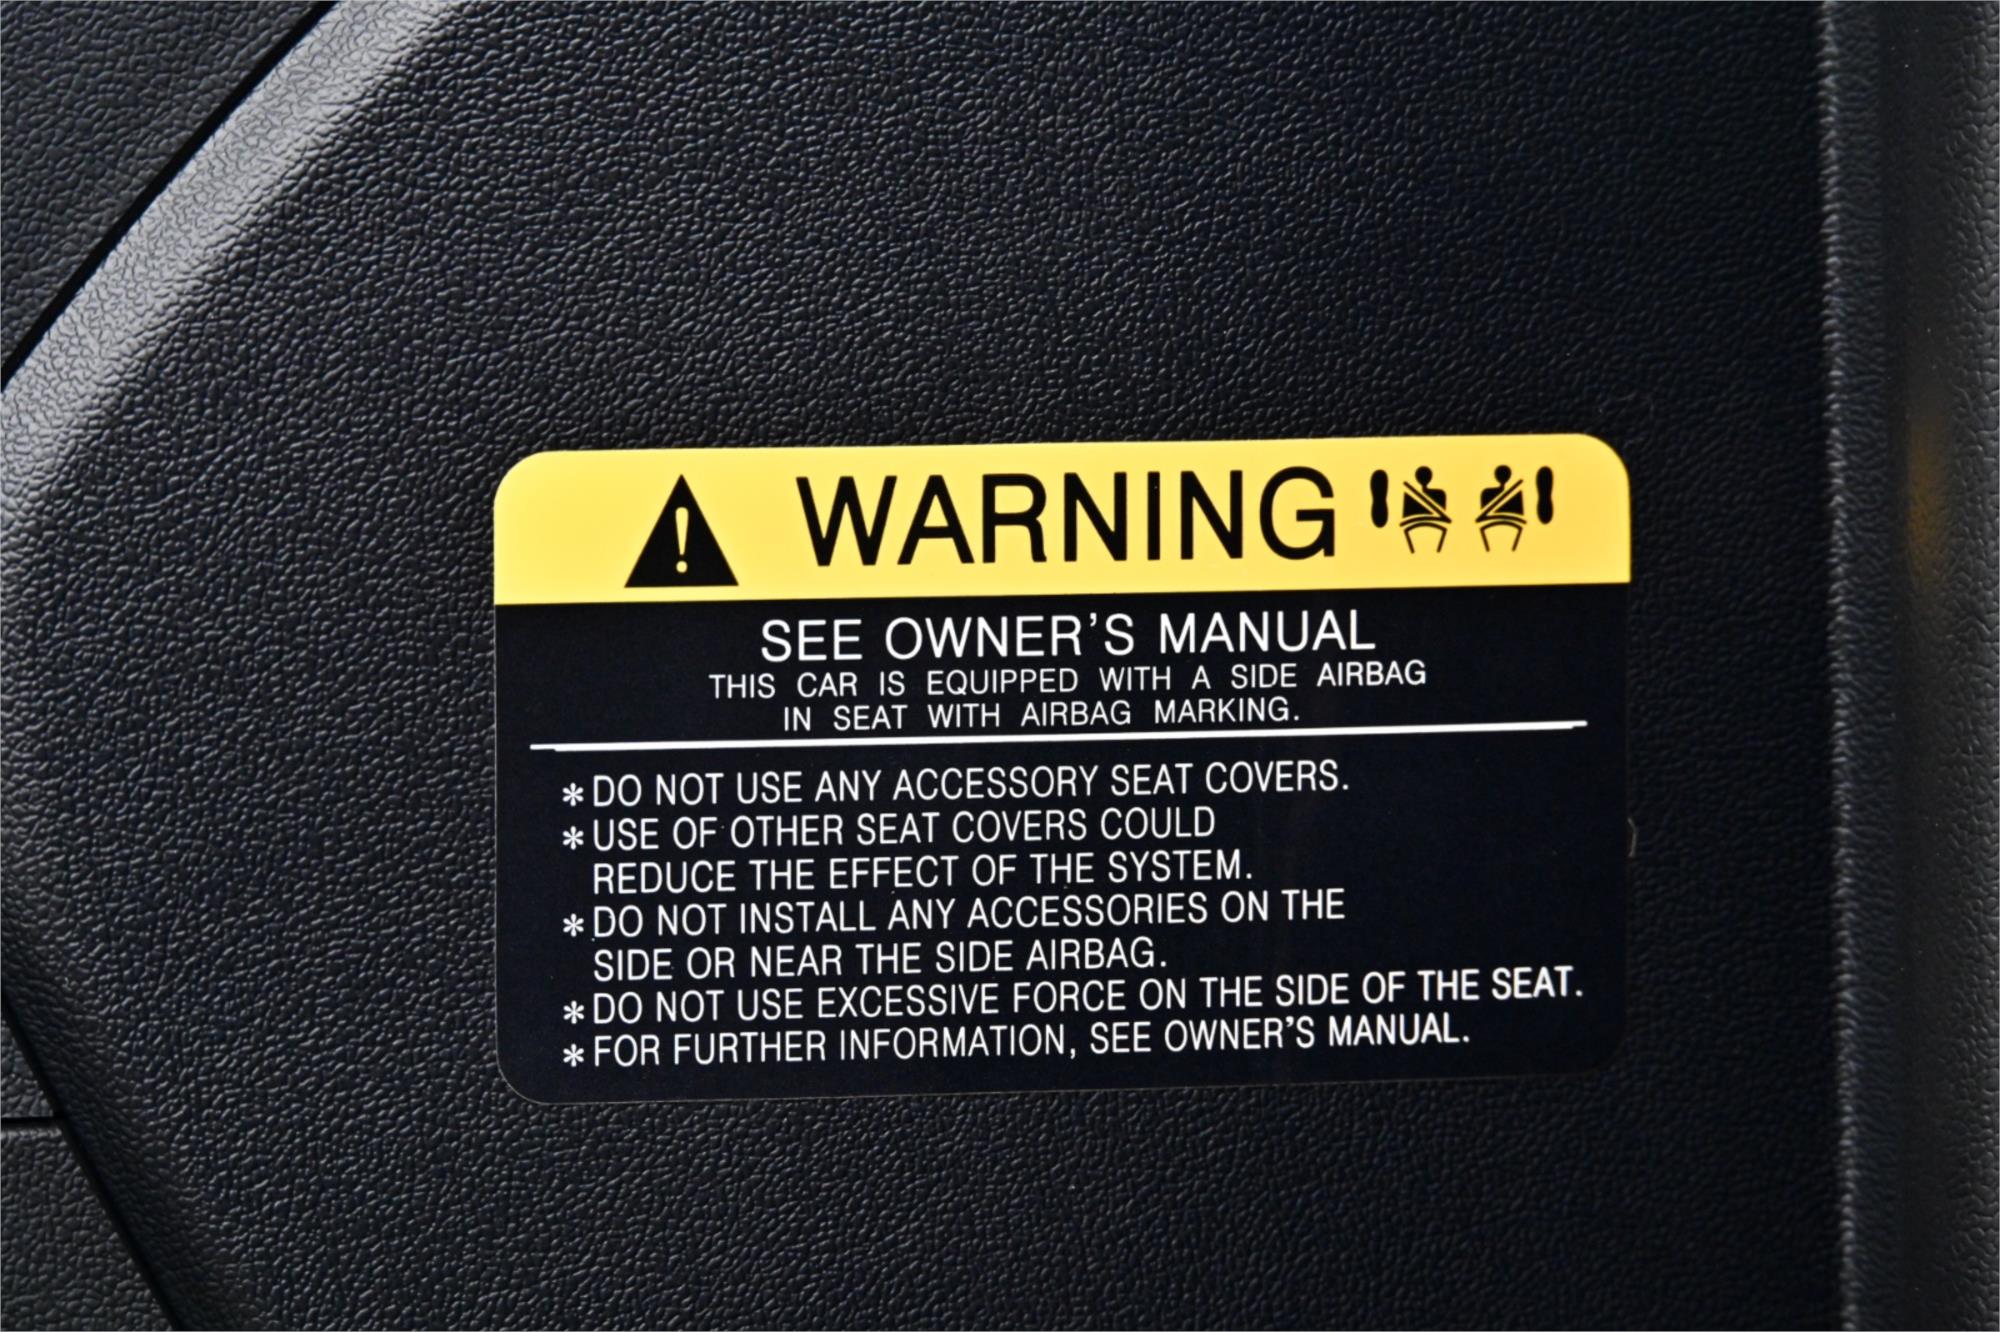 WARNING
SEE OWNER'S MANUAL
THIS CAR IS EQUIPPED WITH A SIDE AIRBAG
IN SEAT WITH AIRBAG MARKING.
* DO NOT USE ANY ACCESSORY SEAT COVERS.
* USE OF OTHER SEAT COVERS COULD
REDUCE THE EFFECT OF THE SYSTEM.
* DO NOT INSTALL ANY ACCESSORIES ON THE
SIDE OR NEAR THE SIDE AIRBAG.
* DO NOT USE EXCESSIVE FORCE ON THE SIDE OF THE SEAT.
* FOR FURTHER INFORMATION, SEE OWNER'S MANUAL.